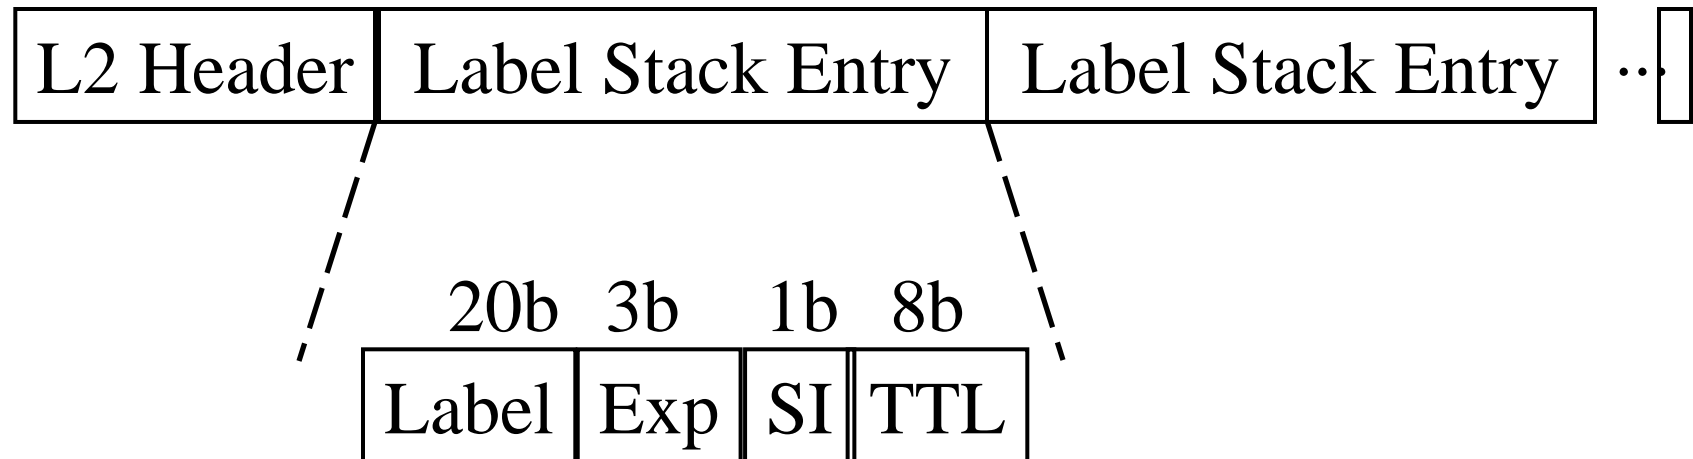 L2 Header Label Stack Entry Label Stack Entry ...
20b 3b 1b 8b
Label Exp SI TTL